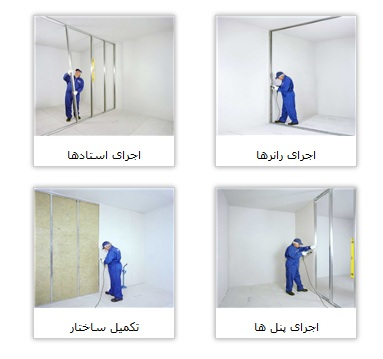 اجرای رانرها
اجرای استادها
اجرای پنل ها
تکمیل ساختار